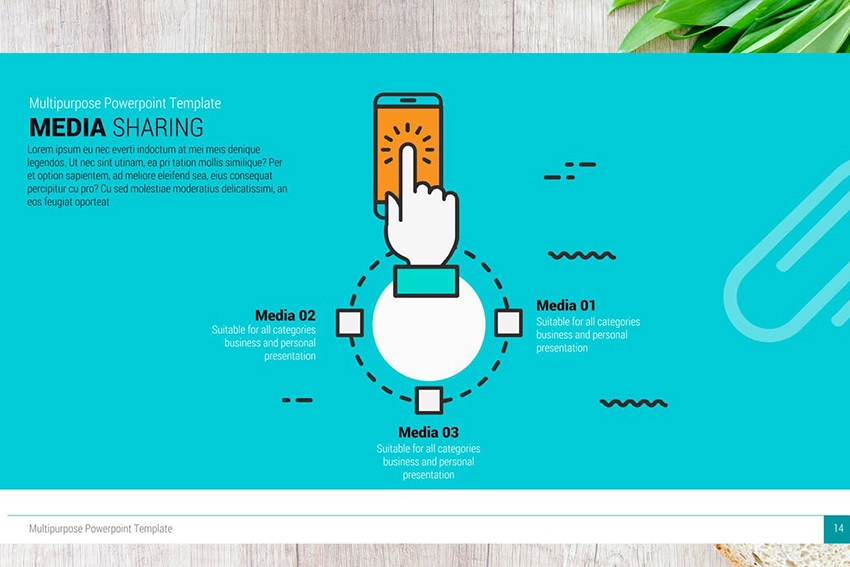 Multipurpose Powerpoint Template
MEDIA SHARING
Lorem ipsum eu nec everti indoctum at mei meis denique
legendos. Ut nec sint utinam, ea pri tation mollis similique? Per
et option sapientem, ad meliore eleifend sea, eius consequat
percipitur cu pro? Cu sed molestiae moderatius delicatissimi, an
eos feugiat oporteat
Media 02
Suitable for all categories
business and personal
presentation
Media 01
Suitable for all categories
business and personal
presentation
Media 03
Suitable for all categories
business and personal
presentation
Multipurpose Powerpoint Template
14